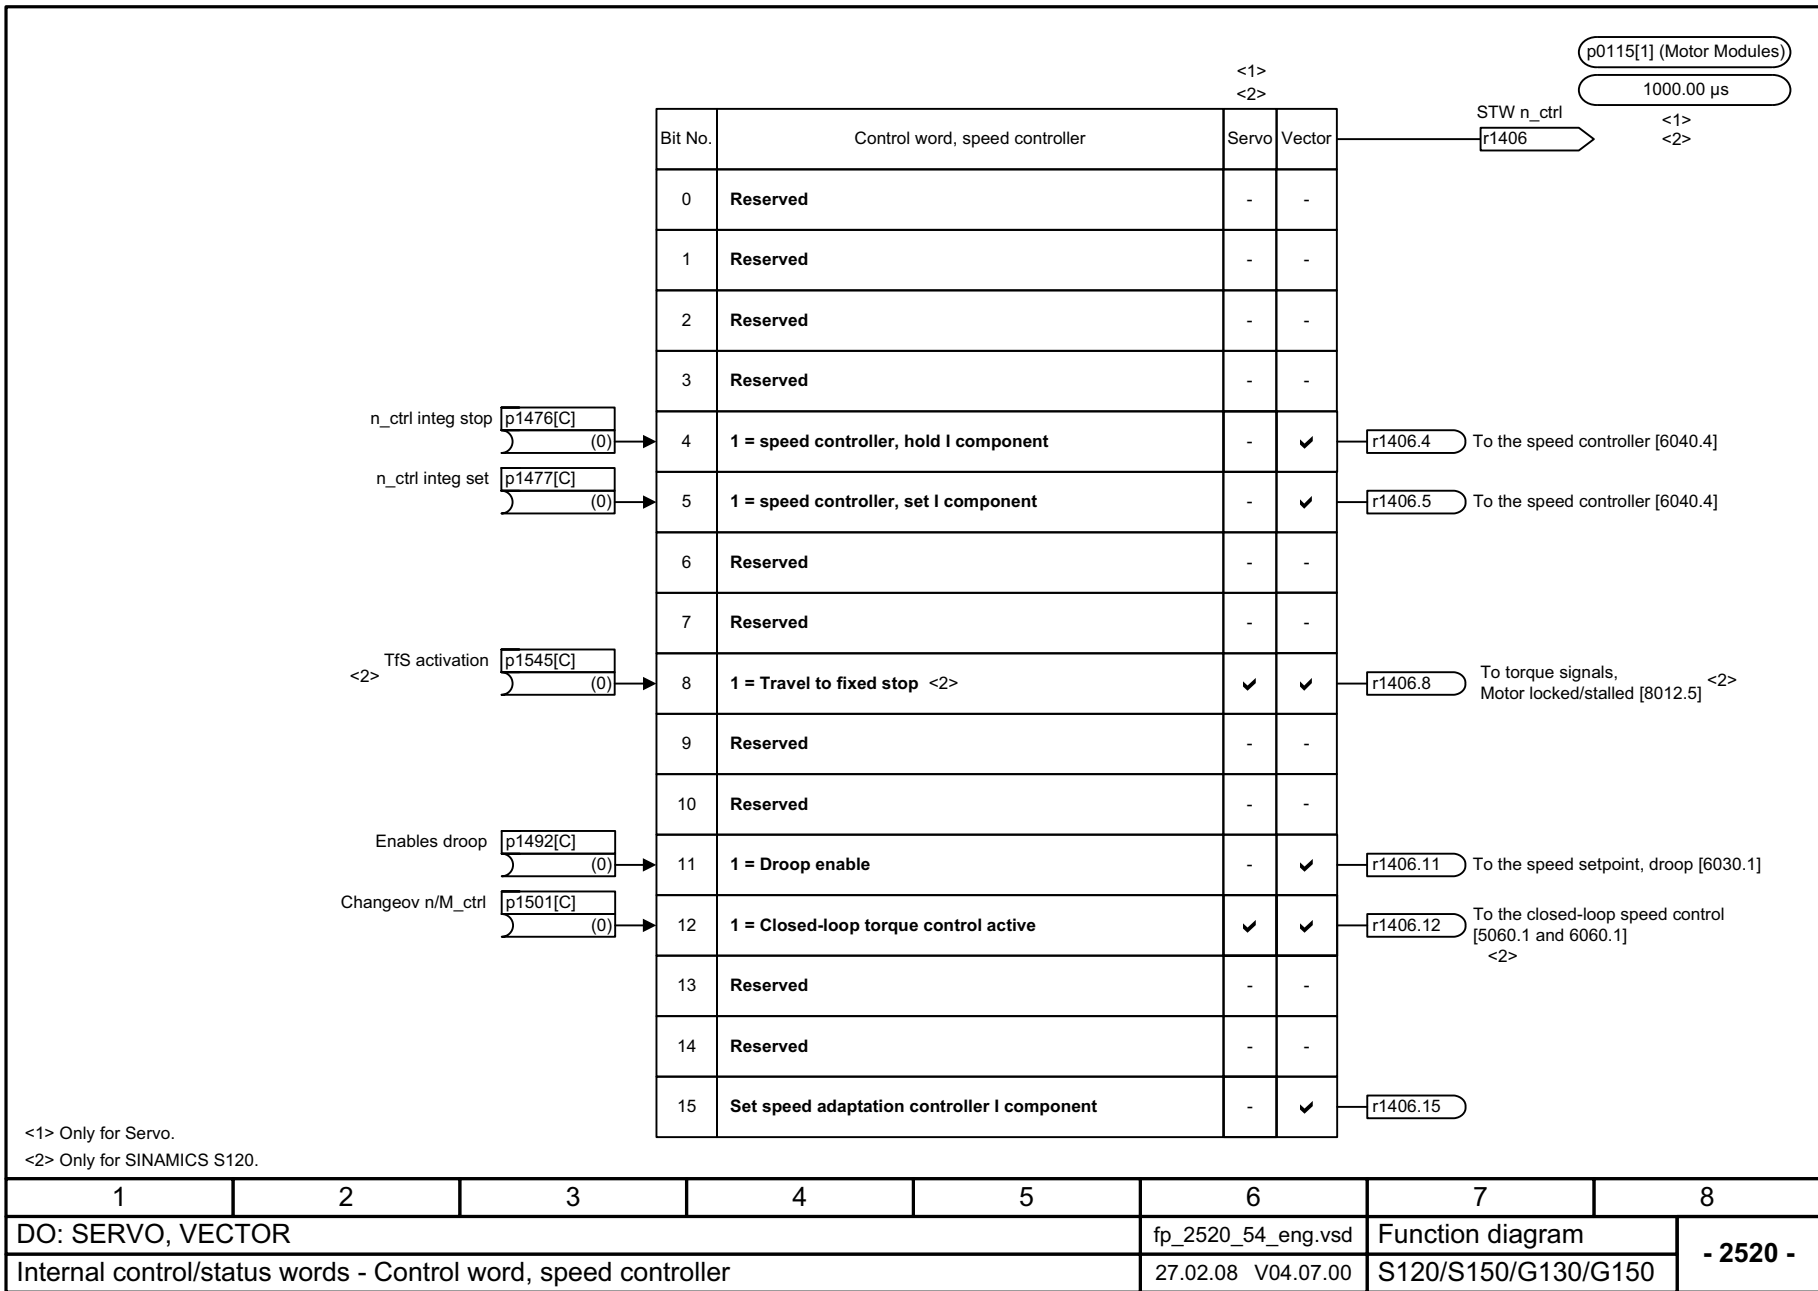 p0115[1] (Motor Modules)
1000.00 µs
<1>
<2>
<1>
<2>
STW n_ctrl
r1406
Bit No. Control word, speed controller Servo Vector
0 Reserved - -
1 Reserved - -
2 Reserved - -
3 Reserved - -
n_ctrl integ stop p1476[C]
(0) 4 1 = speed controller, hold I component - ✔ r1406.4 To the speed controller [6040.4]
n_ctrl integ set p1477[C]
(0) 5 1 = speed controller, set I component - ✔ r1406.5 To the speed controller [6040.4]
6 Reserved - -
7 Reserved - -
TfS activation p1545[C]
<2> (0) 8 1 = Travel to fixed stop <2> ✔ ✔ r1406.8 To torque signals,
Motor locked/stalled [8012.5] <2>
9 Reserved - -
10 Reserved - -
Enables droop p1492[C]
(0) 11 1 = Droop enable - ✔ r1406.11 To the speed setpoint, droop [6030.1]
Changeov n/M_ctrl p1501[C]
(0) 12 1 = Closed-loop torque control active ✔ ✔ r1406.12 To the closed-loop speed control
[5060.1 and 6060.1]
<2>
13 Reserved - -
14 Reserved - -
15 Set speed adaptation controller I component - ✔ r1406.15
<1> Only for Servo.
<2> Only for SINAMICS S120.
1 2 3 4 5 6 7 8
DO: SERVO, VECTOR fp_2520_54_eng.vsd Function diagram
- 2520 -
Internal control/status words - Control word, speed controller 27.02.08 V04.07.00 S120/S150/G130/G150